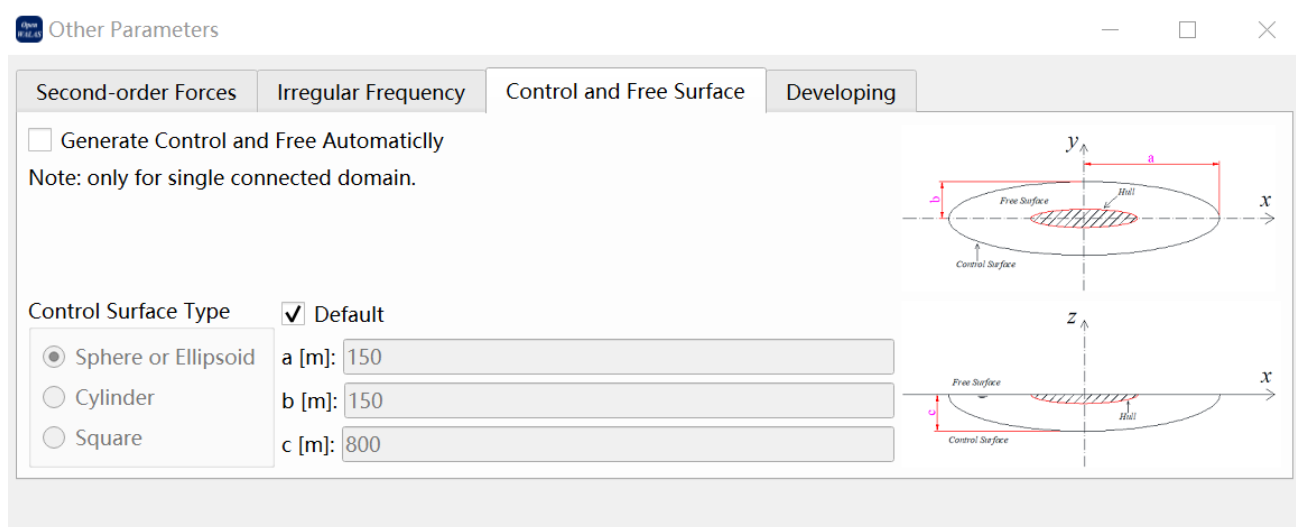 Open
WALAS
Other Parameters
Second-order Forces
Irregular Frequency
Control and Free Surface
Developing
Generate Control and Free Automaticlly
Note: only for single connected domain.
y
a
b
Free Surface
Hull
x
Control Surface
Control Surface Type
Default
Sphere or Ellipsoid
a [m]: 150
Cylinder
b [m]: 150
Square
c [m]: 800
z
Free Surface
x
c
Hull
Control Surface